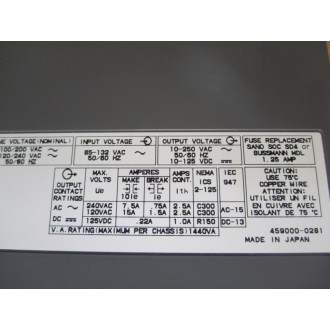 NE VOLTAGE(NOMINAL)
100-200 VAC
120-240 VAC
50/60 HZ
INPUT VOLTAGE
85-132 VAC
50/60 HZ
OUTPUT VOLTAGE
10-250 VAC
50/60 HZ
10-125 VDC
FUSE REPLACEMENT
SANO SOC SD4 or
BUSSMANN MDL
1.25 AMP
OUTPUT
CONTACT
RATINGS
AC
DC
MAX.
VOLTS
Ue
240VAC
120VAC
125VDC
AMPERES
MAKE BREAK
10Ie Ie
7.5A .75A
15A 1.5A
.22A
AMPS
CONT.
Ith
2.5A
2.5A
1.0
NEMA
ICS
2-125
C300
C300
R150
IEC
947
AC-15
DC-13
CAUTION:
USE 75°C
COPPER WIRE
ATTENTION:
UTILISER UN FIL
EN CUIVRE AVEC
ISOLANT DE 75°C
V.A. RATING(MAXIMUM PER CHASSIS)1440VA
459000-0281
MADE IN JAPAN